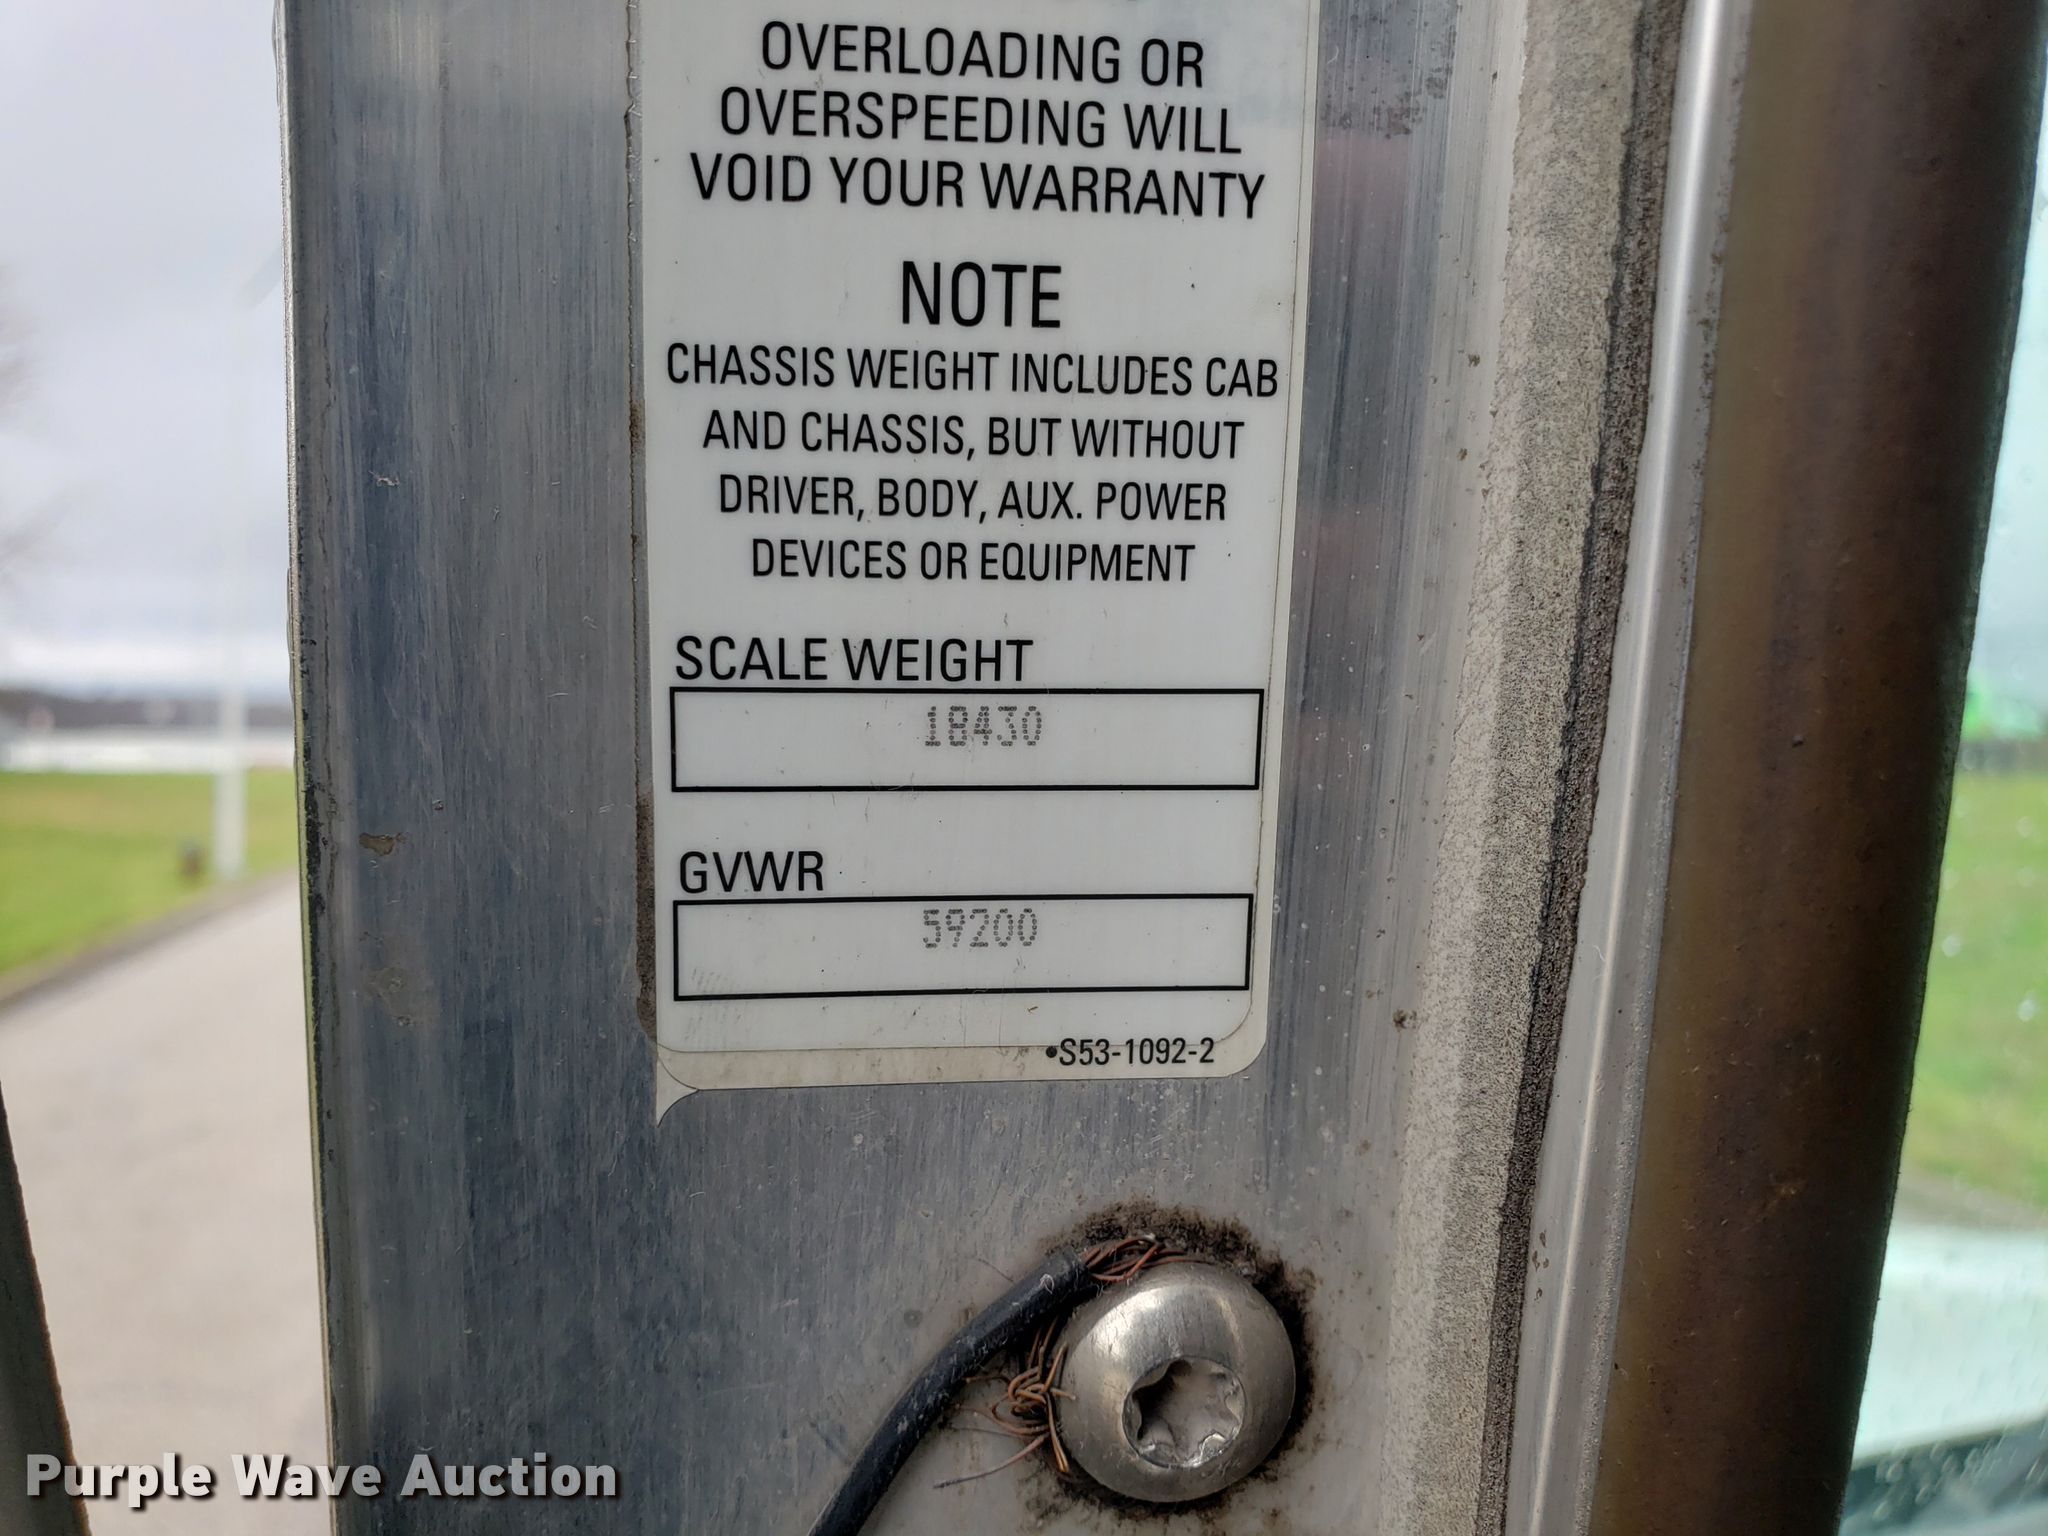 OVERLOADING OR
OVERSPEEDING WILL
VOID YOUR WARRANTY
NOTE
CHASSIS WEIGHT INCLUDES CAB
AND CHASSIS, BUT WITHOUT
DRIVER, BODY, AUX. POWER
DEVICES OR EQUIPMENT
SCALE WEIGHT
18430
GVWR
59200
•S53-1092-2
Purple Wave Auction